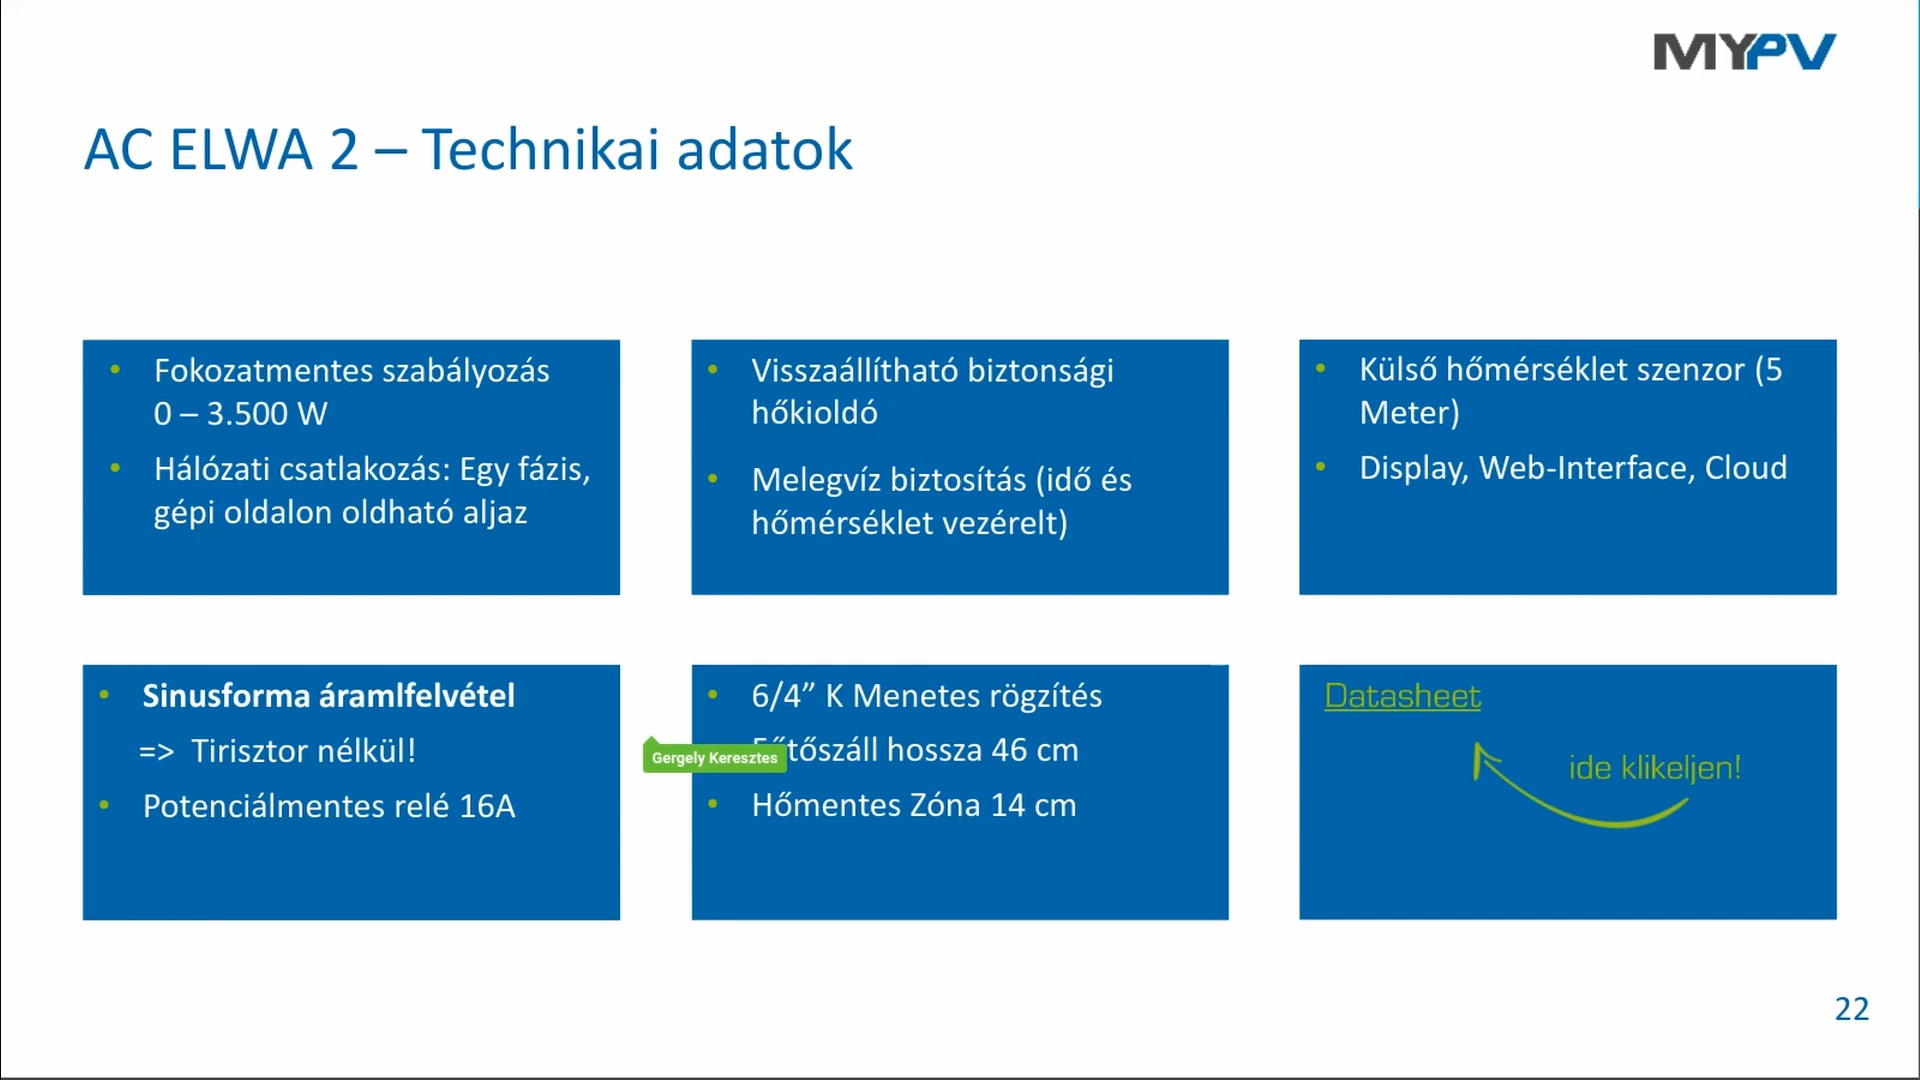 MYPV
AC ELWA 2 – Technikai adatok
• Fokozatmentes szabályozás
0 – 3.500 W
• Hálózati csatlakozás: Egy fázis,
gépi oldalon oldható aljaz
• Visszaállítható biztonsági
hőkioldó
• Melegvíz biztosítás (idő és
hőmérséklet vezérelt)
• Külső hőmérséklet szenzor (5
Meter)
• Display, Web-Interface, Cloud
• Sinusforma áramlfelvétel
=> Tirisztor nélkül!
• Potenciálmentes relé 16A
• 6/4” K Menetes rögzítés
Fűtőszáll hossza 46 cm
• Hőmentes Zóna 14 cm
Gergely Keresztes
Datasheet
ide klikeljen!
22